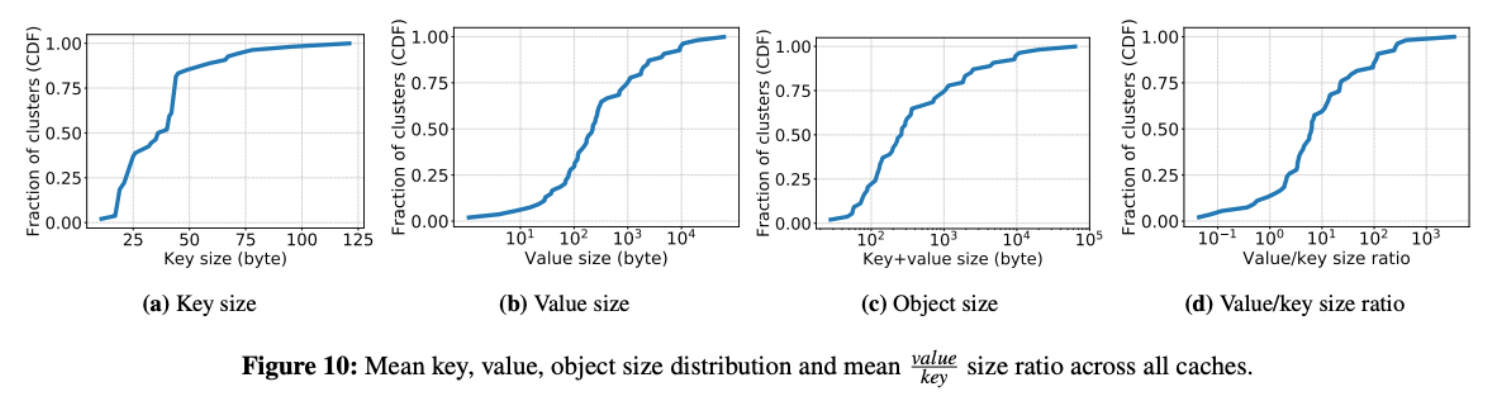 Fraction of clusters (CDF)
1.00
0.75
0.50
0.25
0.00
25 50 75 100 125
Key size (byte)
(a) Key size
Fraction of clusters (CDF)
1.00
0.75
0.50
0.25
0.00
10¹ 10² 10³ 10⁴
Value size (byte)
(b) Value size
Fraction of clusters (CDF)
1.00
0.75
0.50
0.25
0.00
10² 10³ 10⁴ 10⁵
Key+value size (byte)
(c) Object size
Fraction of clusters (CDF)
1.00
0.75
0.50
0.25
0.00
10⁻¹ 10⁰ 10¹ 10² 10³
Value/key size ratio
(d) Value/key size ratio
Figure 10: Mean key, value, object size distribution and mean value/key size ratio across all caches.